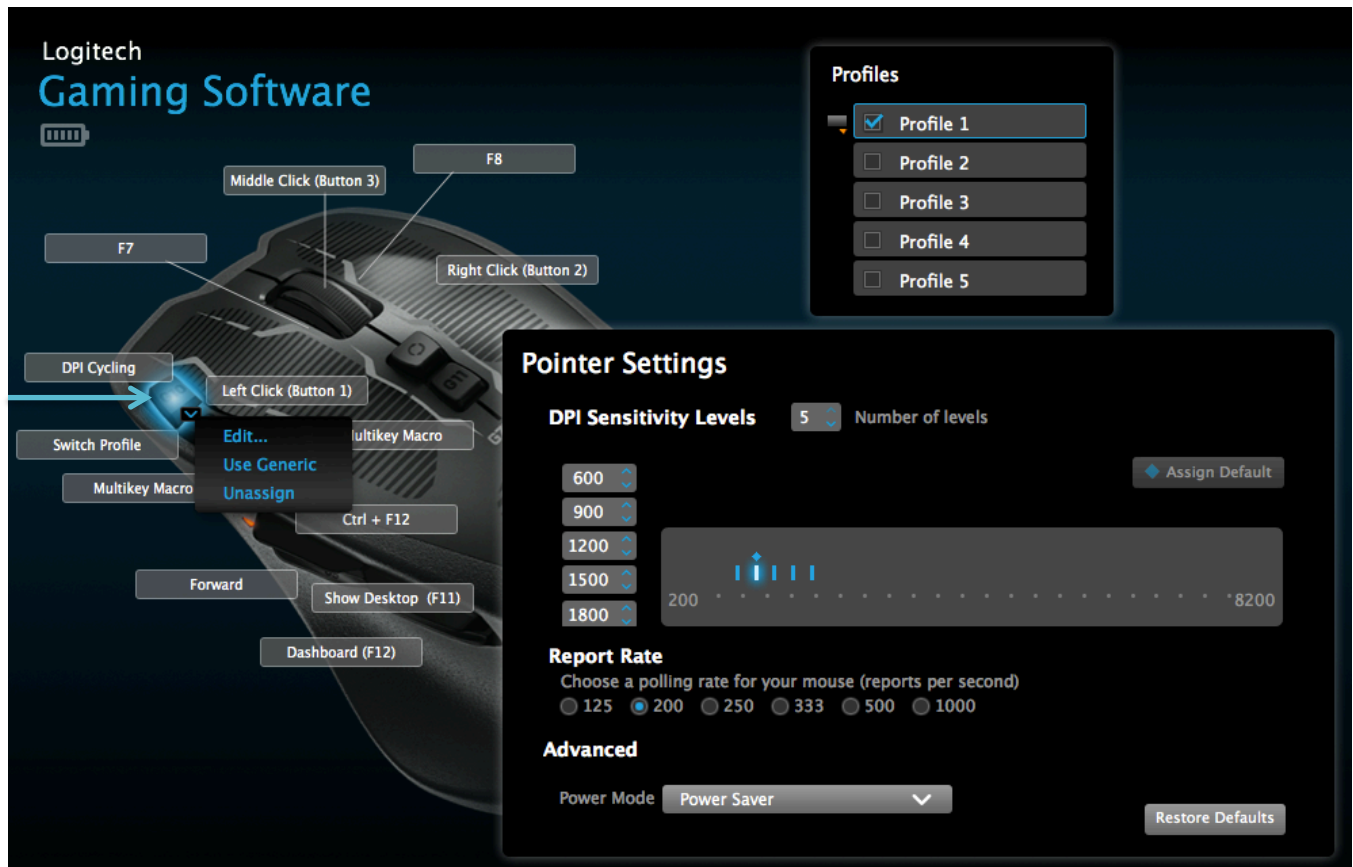 Logitech
Gaming Software
Profiles
Profile 1
Profile 2
Profile 3
Profile 4
Profile 5
F8
Middle Click (Button 3)
F7
Right Click (Button 2)
DPI Cycling
Left Click (Button 1)
Edit...
Use Generic
Unassign
Switch Profile
ultikey Macro
Multikey Macro
Ctrl + F12
Forward
Show Desktop (F11)
Dashboard (F12)
G11
Pointer Settings
DPI Sensitivity Levels 5 Number of levels
Assign Default
600
900
1200
1500
1800
200 8200
Report Rate
Choose a polling rate for your mouse (reports per second)
125 200 250 333 500 1000
Advanced
Power Mode Power Saver
Restore Defaults